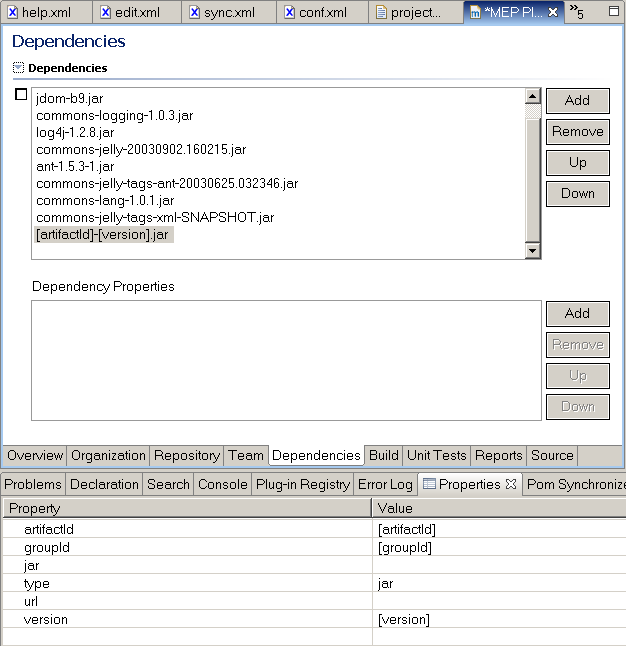 help.xml edit.xml sync.xml conf.xml project... *MEP Pl... »5
Dependencies
Dependencies
jdom-b9.jar
commons-logging-1.0.3.jar
log4j-1.2.8.jar
commons-jelly-20030902.160215.jar
ant-1.5.3-1.jar
commons-jelly-tags-ant-20030625.032346.jar
commons-lang-1.0.1.jar
commons-jelly-tags-xml-SNAPSHOT.jar
[artifactId]-[version].jar
Add
Remove
Up
Down
Dependency Properties
Add
Remove
Up
Down
Overview Organization Repository Team Dependencies Build Unit Tests Reports Source
Problems Declaration Search Console Plug-in Registry Error Log Properties Pom Synchronize
Property Value
artifactId [artifactId]
groupId [groupId]
jar
type jar
url
version [version]